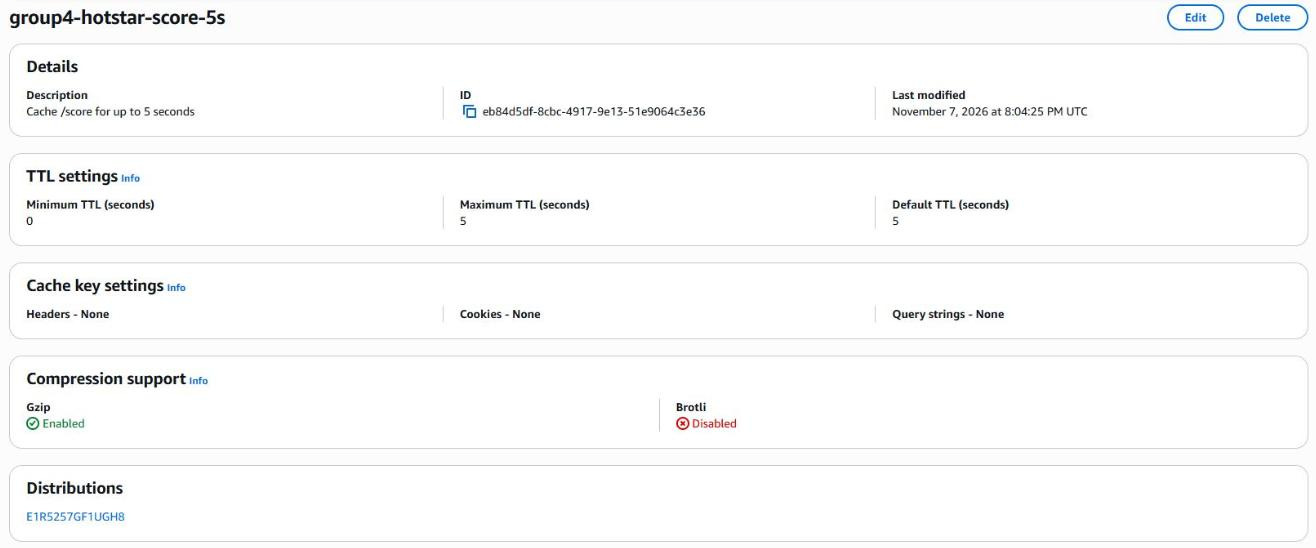 group4-hotstar-score-5s
Edit
Delete
Details
Description
Cache /score for up to 5 seconds
ID
eb84d5df-8cbc-4917-9e13-51e9064c3e36
Last modified
November 7, 2026 at 8:04:25 PM UTC
TTL settings Info
Minimum TTL (seconds)
0
Maximum TTL (seconds)
5
Default TTL (seconds)
5
Cache key settings Info
Headers - None
Cookies - None
Query strings - None
Compression support Info
Gzip
Enabled
Brotli
Disabled
Distributions
E1R5257GF1UGH8